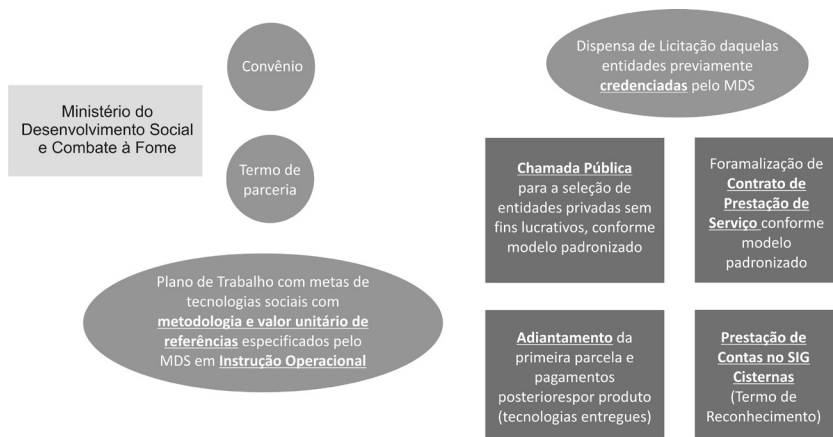 Convênio
Ministério do
Desenvolvimento Social
e Combate à Fome
Termo de
parceria
Plano de Trabalho com metas de
tecnologias sociais com
metodologia e valor unitário de
referências especificados pelo
MDS em Instrução Operacional
Dispensa de Licitação daquelas
entidades previamente
credenciadas pelo MDS
Chamada Pública
para a seleção de
entidades privadas sem
fins lucrativos, conforme
modelo padronizado
Foramalização de
Contrato de
Prestação de
Serviço conforme
modelo
padronizado
Adiantamento da
primeira parcela e
pagamentos
posteriorespor produto
(tecnologias entregues)
Prestação de
Contas no SIG
Cisternas
(Termo de
Reconhecimento)